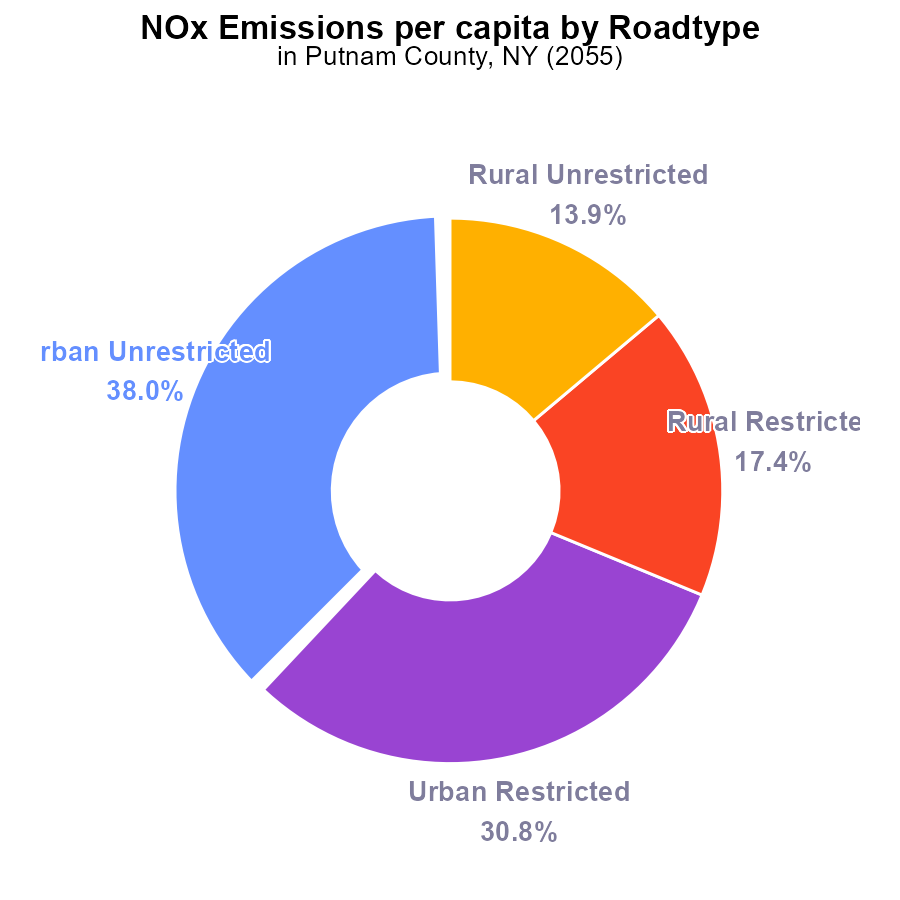 NOx Emissions per capita by Roadtype
in Putnam County, NY (2055)
Rural Unrestricted
13.9%
rban Unrestricted
38.0%
Rural Restricte
17.4%
Urban Restricted
30.8%